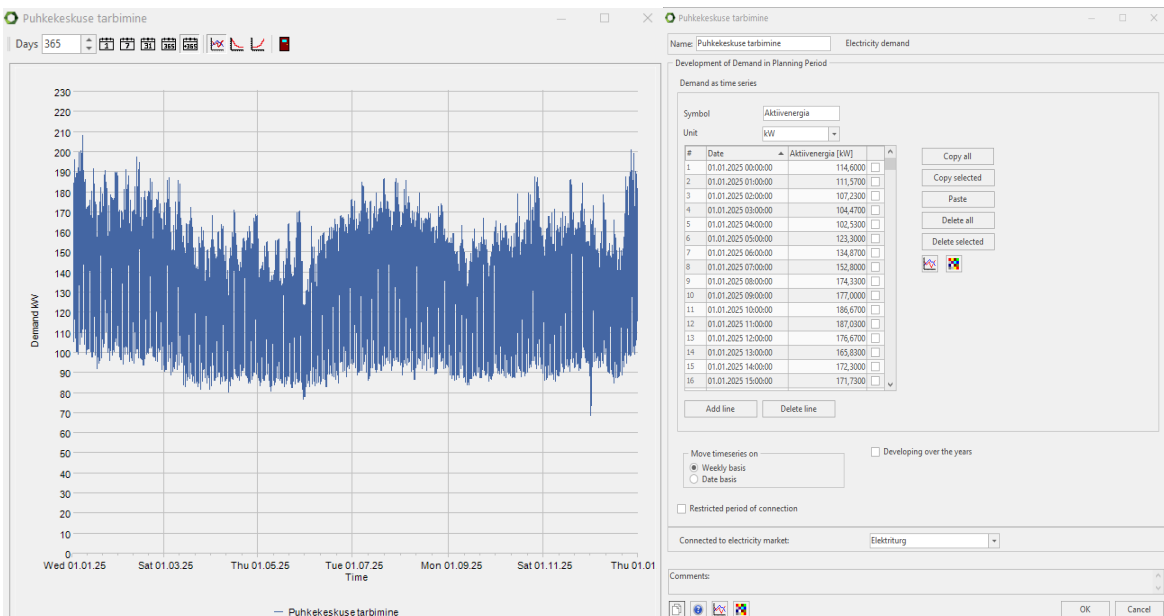 Puhkekeskuse tarbimine
Days 365
1 7 31 365 +365
230
220
210
200
190
180
170
160
150
140
130
120
110
100
90
80
70
60
50
40
30
20
10
0
Demand kW
Wed 01.01.25 Sat 01.03.25 Thu 01.05.25 Tue 01.07.25 Mon 01.09.25 Sat 01.11.25 Thu 01.01
Time
Puhkekeskuse tarbimine
Puhkekeskuse tarbimine
Name: Puhkekeskuse tarbimine Electricity demand
Development of Demand in Planning Period
Demand as time series
Symbol Aktiivenergia
Unit kW
# Date Aktiivenergia [kW]
1 01.01.2025 00:00:00 114,6000
2 01.01.2025 01:00:00 111,5700
3 01.01.2025 02:00:00 107,2300
4 01.01.2025 03:00:00 104,4700
5 01.01.2025 04:00:00 102,5300
6 01.01.2025 05:00:00 123,3000
7 01.01.2025 06:00:00 134,8700
8 01.01.2025 07:00:00 152,8000
9 01.01.2025 08:00:00 174,3300
10 01.01.2025 09:00:00 177,0000
11 01.01.2025 10:00:00 186,6700
12 01.01.2025 11:00:00 187,0300
13 01.01.2025 12:00:00 176,6700
14 01.01.2025 13:00:00 165,8300
15 01.01.2025 14:00:00 172,3000
16 01.01.2025 15:00:00 171,7300
Copy all
Copy selected
Paste
Delete all
Delete selected
Add line Delete line
Move timeseries on
Weekly basis
Date basis
Developing over the years
Restricted period of connection
Connected to electricity market: Elektriturg
Comments:
OK Cancel